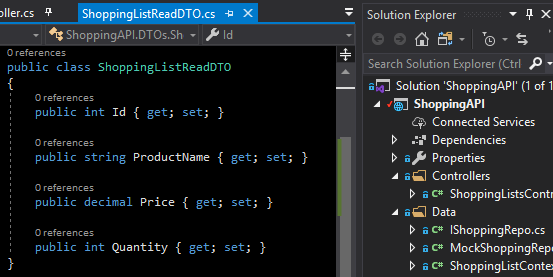 oller.cs
ShoppingListReadDTO.cs
ShoppingAPI.DTOs.Sh
Id
0 references
public class ShoppingListReadDTO
{
0 references
public int Id { get; set; }
0 references
public string ProductName { get; set; }
0 references
public decimal Price { get; set; }
0 references
public int Quantity { get; set; }
}
Solution Explorer
Search Solution Explorer (Ctrl
Solution 'ShoppingAPI' (1 of 1
ShoppingAPI
Connected Services
Dependencies
Properties
Controllers
C# ShoppingListsContr
Data
C# IShoppingRepo.cs
C# MockShoppingRepo
C# ShoppingListContex